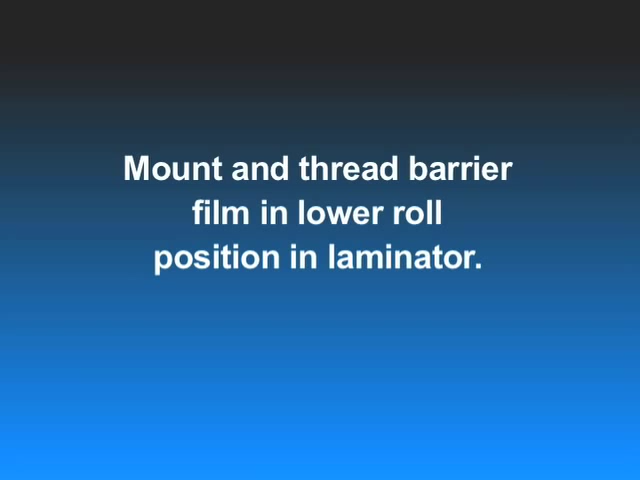 Mount and thread barrier
film in lower roll
position in laminator.